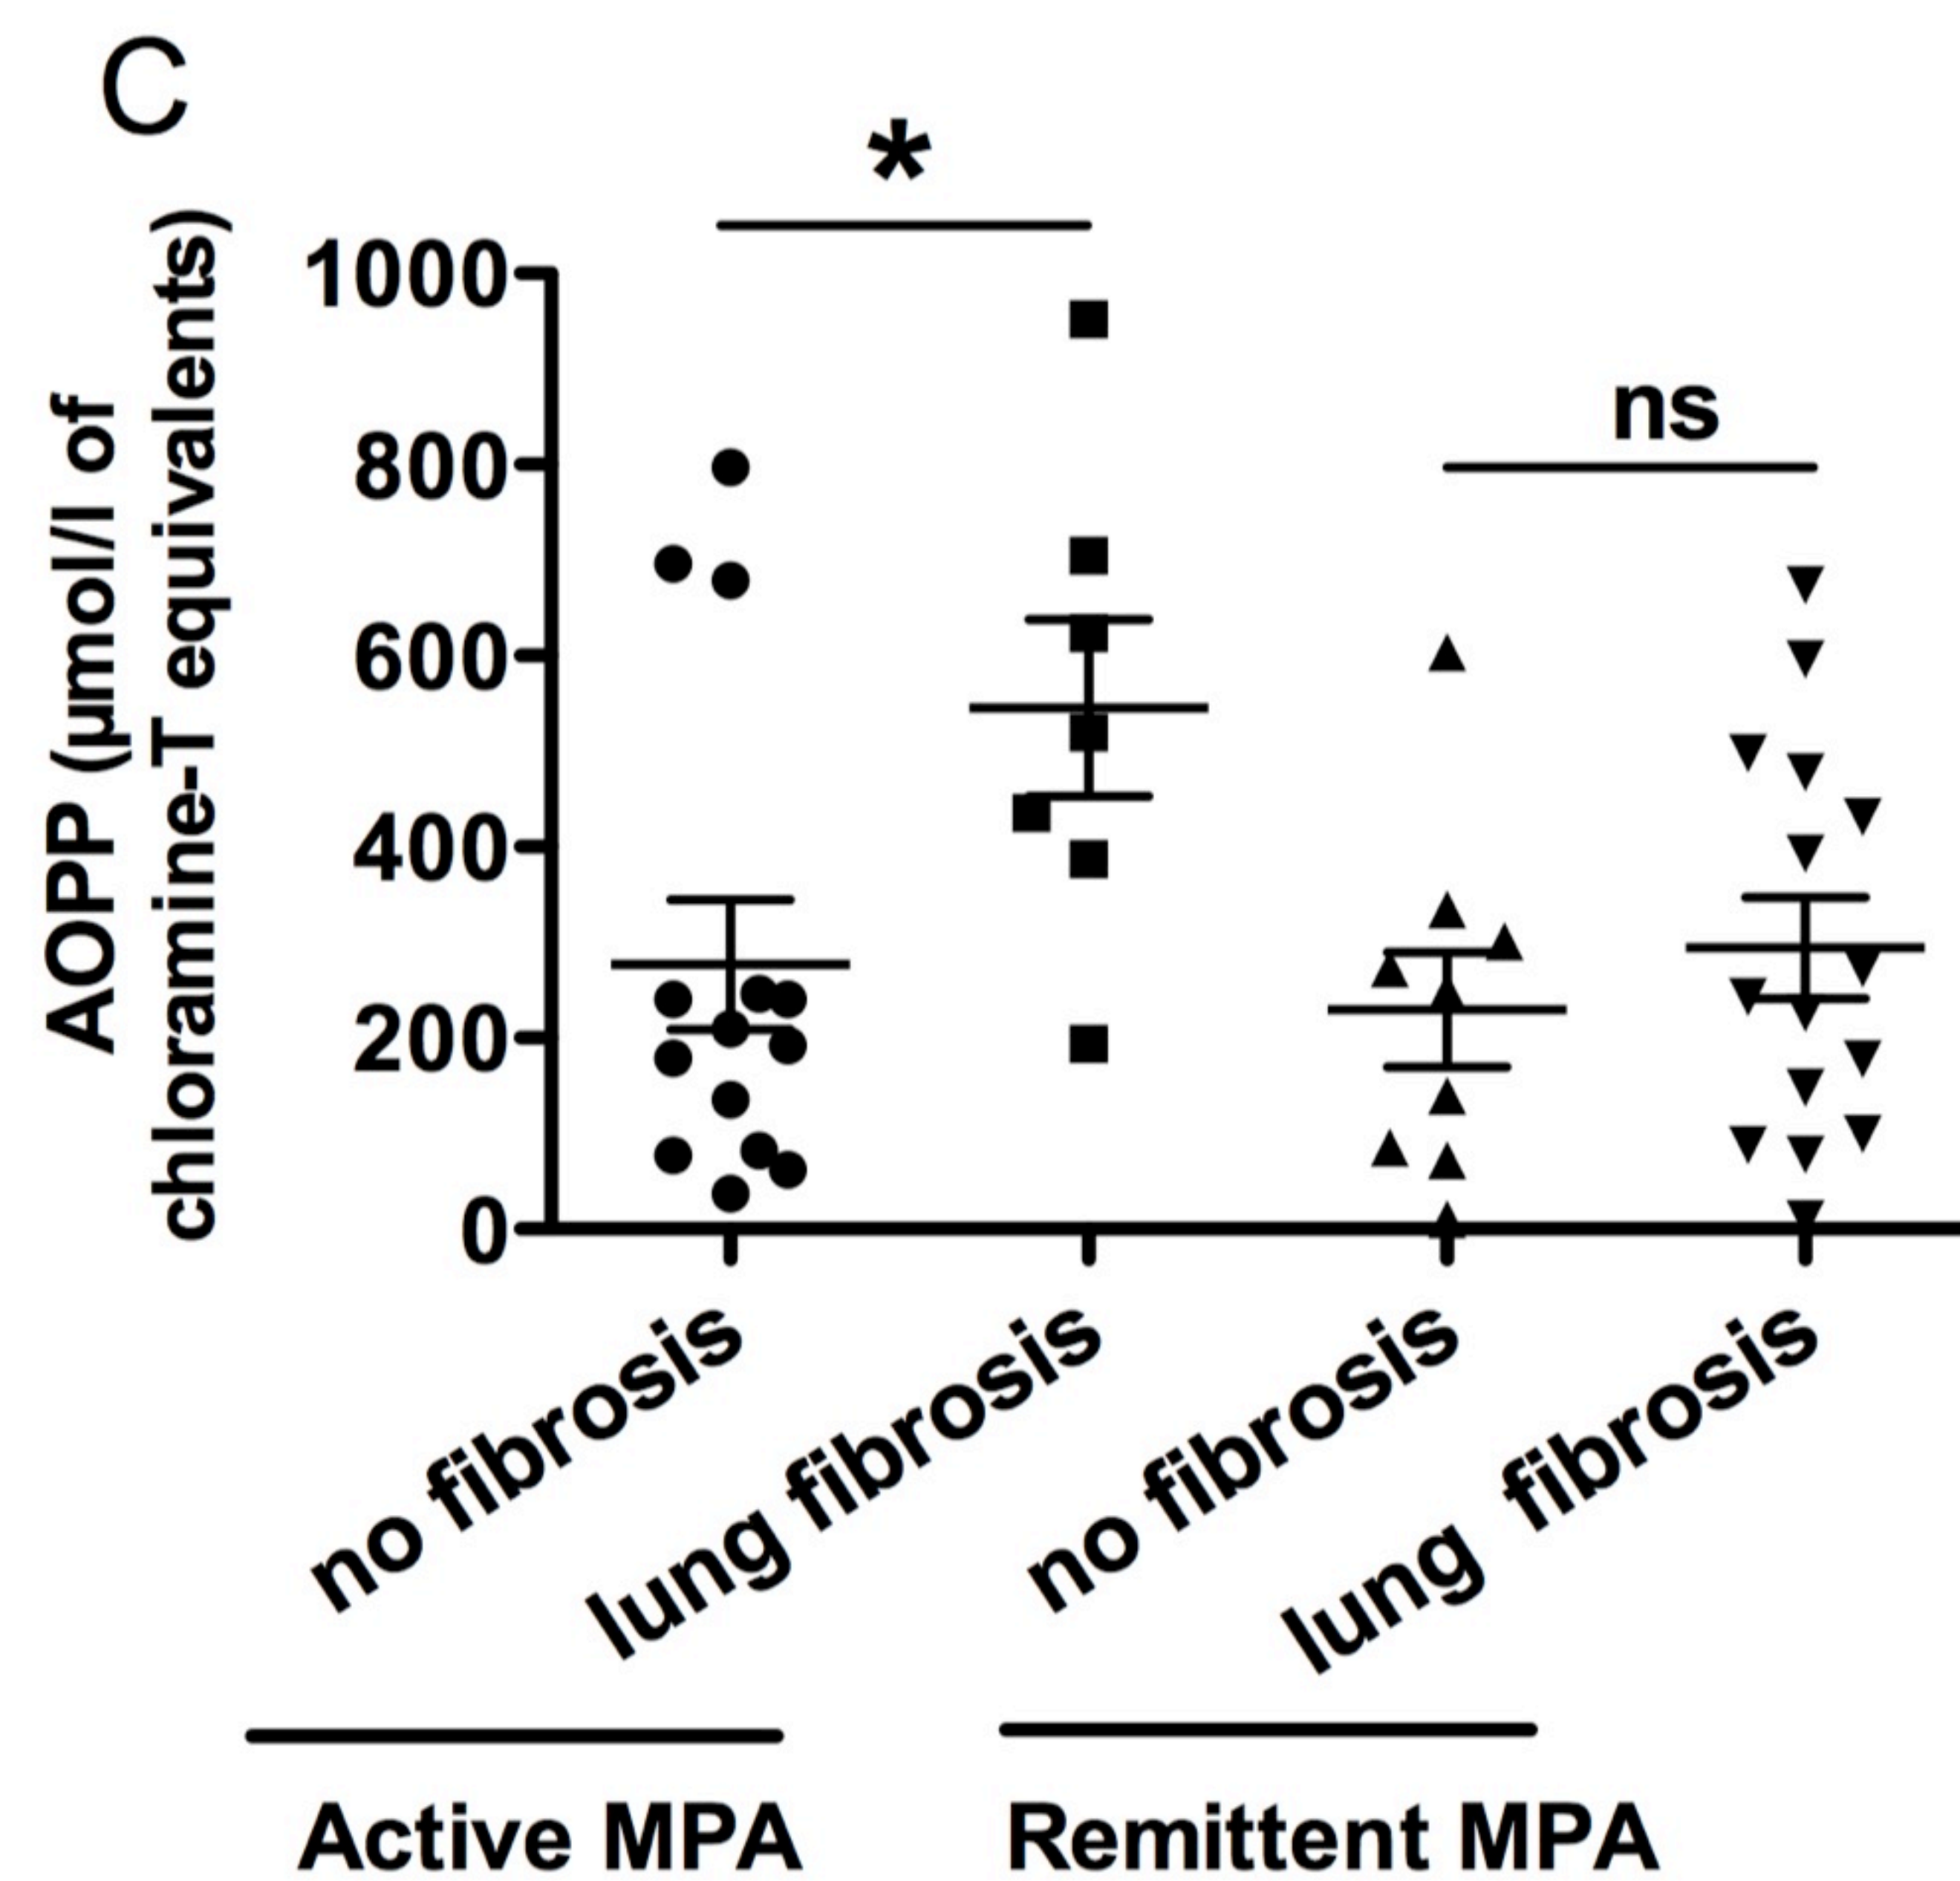 C
*
ns
AOPP (µmol/l of
chloramine-T equivalents)
1000
800
600
400
200
0
no fibrosis
lung fibrosis
no fibrosis
lung fibrosis
Active MPA
Remittent MPA